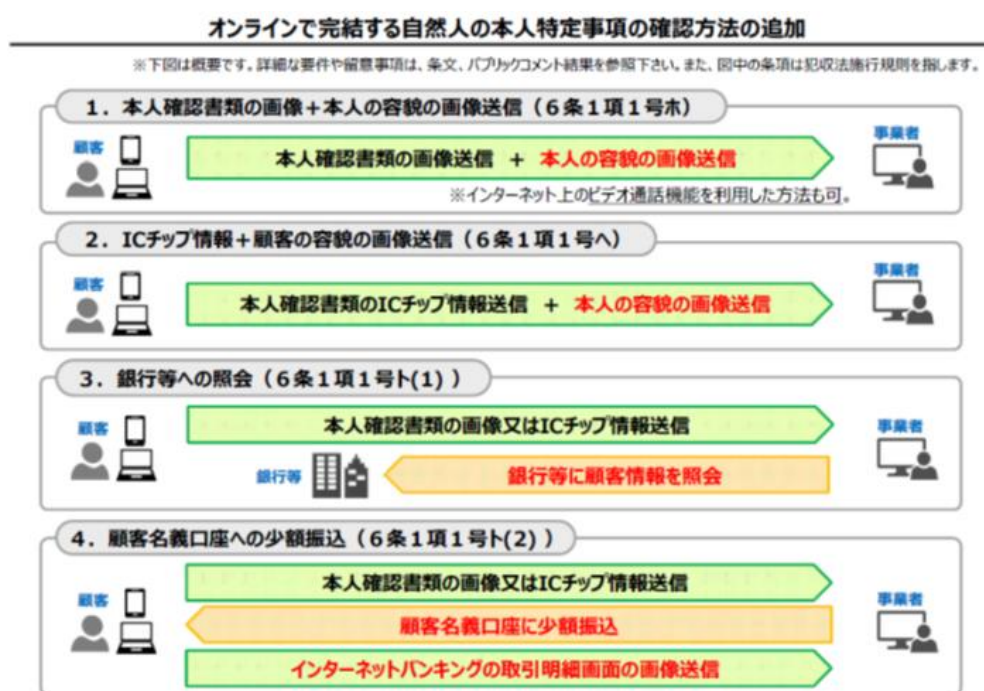 オンラインで完結する自然人の本人特定事項の確認方法の追加
※下図は概要です。詳細な要件や留意事項は、条文、パブリックコメント結果を参照下さい。また、図中の条項は犯収法施行規則を指します。
1．本人確認書類の画像＋本人の容貌の画像送信（6条1項1号ホ）
顧客
本人確認書類の画像送信 ＋ 本人の容貌の画像送信
事業者
※インターネット上のビデオ通話機能を利用した方法も可。
2．ICチップ情報＋顧客の容貌の画像送信（6条1項1号ヘ）
顧客
本人確認書類のICチップ情報送信 ＋ 本人の容貌の画像送信
事業者
3．銀行等への照会（6条1項1号ト(1)）
顧客
本人確認書類の画像又はICチップ情報送信
事業者
銀行等
銀行等に顧客情報を照会
4．顧客名義口座への少額振込（6条1項1号ト(2)）
本人確認書類の画像又はICチップ情報送信
顧客
事業者
顧客名義口座に少額振込
インターネットバンキングの取引明細画面の画像送信